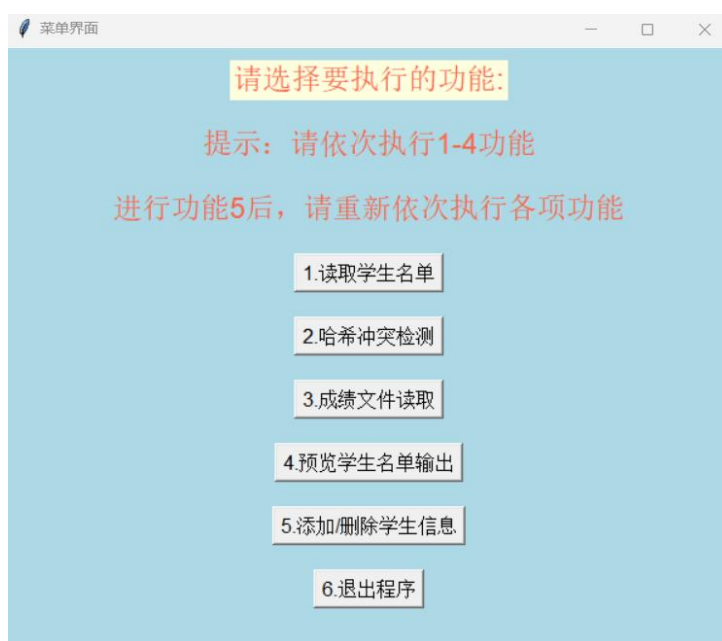 菜单界面
请选择要执行的功能:
提示：请依次执行1-4功能
进行功能5后，请重新依次执行各项功能
1.读取学生名单
2.哈希冲突检测
3.成绩文件读取
4.预览学生名单输出
5.添加/删除学生信息
6.退出程序